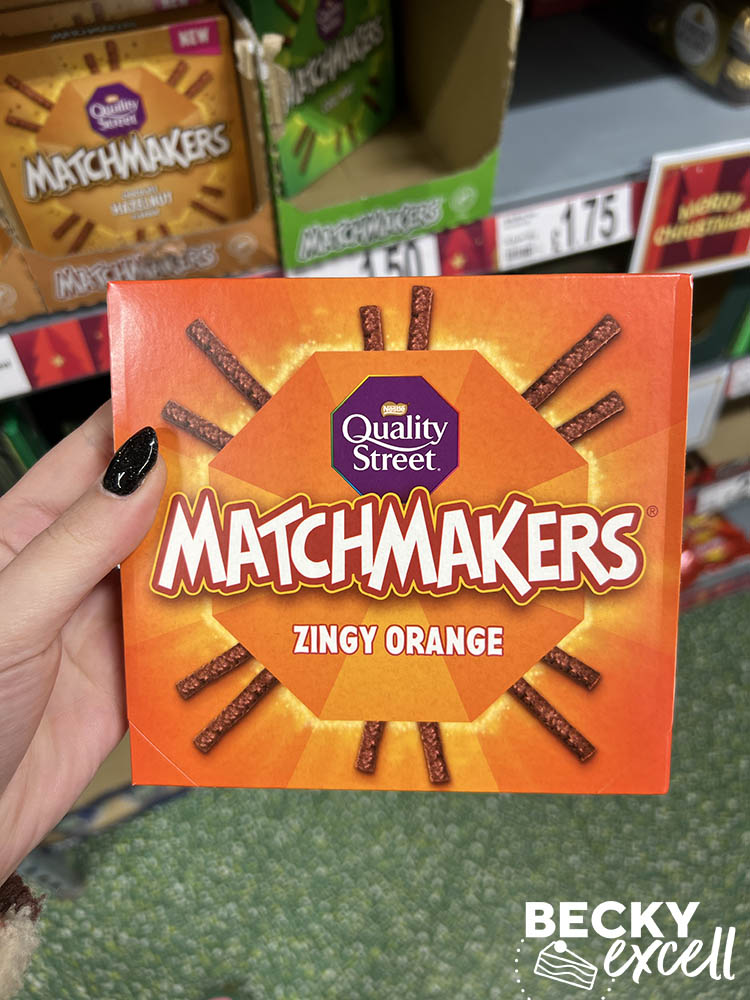 NEW
Quality
Street
MATCHMAKERS
HAZELNUT
MATCHMAKERS
MATCHMAKERS
MATCHMAKERS
1.50
£1.75
MERRY
CHRISTMAS
Nestlé
Quality
Street®
MATCHMAKERS®
ZINGY ORANGE
BECKY
excell